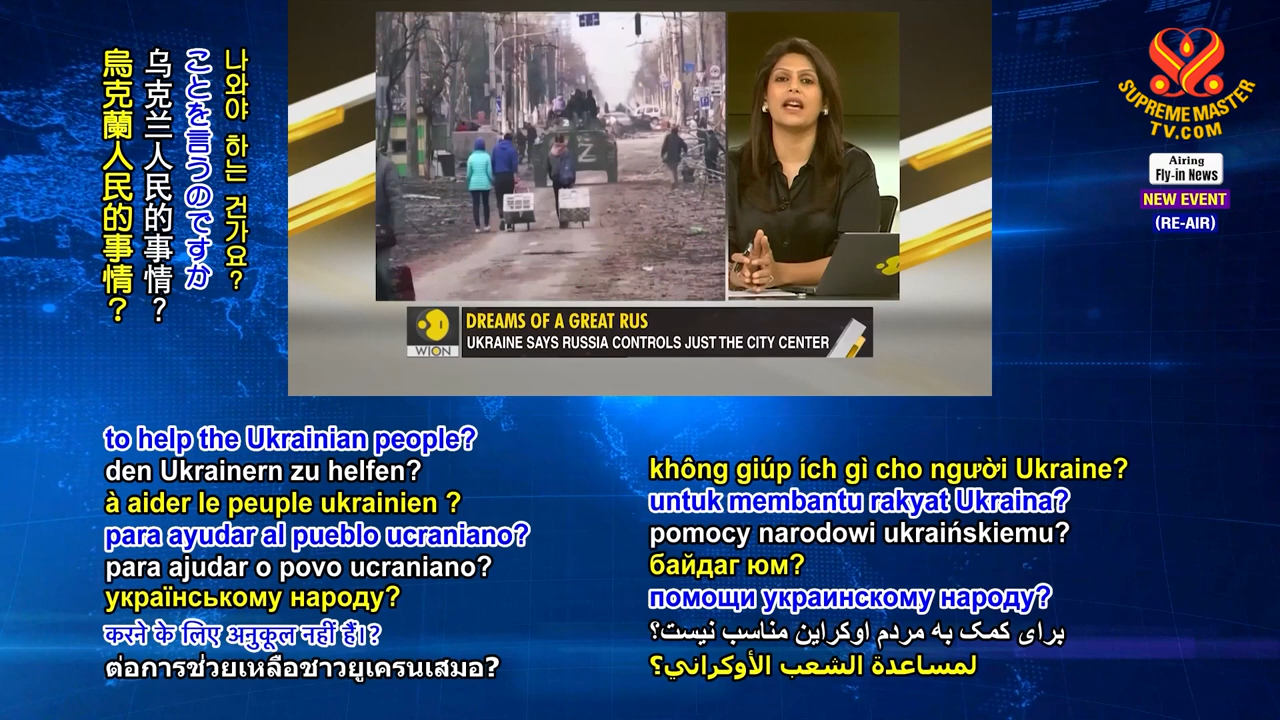 나와야 하는 건가요?
ことを言うのですか
乌克兰人民的事情？
烏克蘭人民的事情？
Z
WION
DREAMS OF A GREAT RUS
UKRAINE SAYS RUSSIA CONTROLS JUST THE CITY CENTER
SUPREME MASTER
TV.COM
Airing
Fly-in News
NEW EVENT
(RE-AIR)
to help the Ukrainian people?
den Ukrainern zu helfen?
à aider le peuple ukrainien ?
para ayudar al pueblo ucraniano?
para ajudar o povo ucraniano?
українському народу?
करने के लिए अनुकूल नहीं हैं।?
ต่อการช่วยเหลือชาวยูเครนเสมอ?
không giúp ích gì cho người Ukraine?
untuk membantu rakyat Ukraina?
pomocy narodowi ukraińskiemu?
байдаг юм?
помощи украинскому народу?
برای کمک به مردم اوکراین مناسب نیست؟
لمساعدة الشعب الأوكراني؟